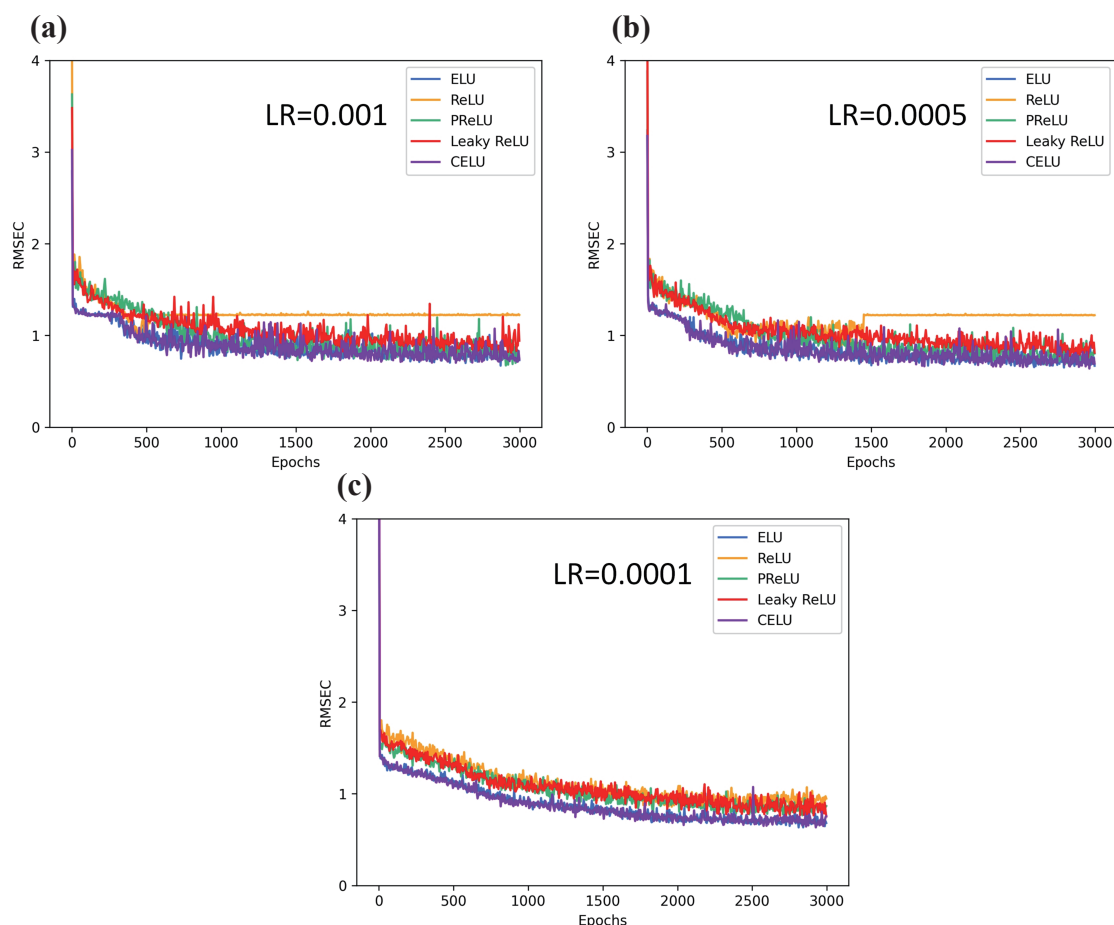 (a)
4
3
2
1
0
RMSEC
0 500 1000 1500 2000 2500 3000
Epochs
LR=0.001
ELU
ReLU
PReLU
Leaky ReLU
CELU
(b)
4
3
2
1
0
RMSEC
0 500 1000 1500 2000 2500 3000
Epochs
LR=0.0005
ELU
ReLU
PReLU
Leaky ReLU
CELU
(c)
4
3
2
1
0
RMSEC
0 500 1000 1500 2000 2500 3000
Epochs
LR=0.0001
ELU
ReLU
PReLU
Leaky ReLU
CELU